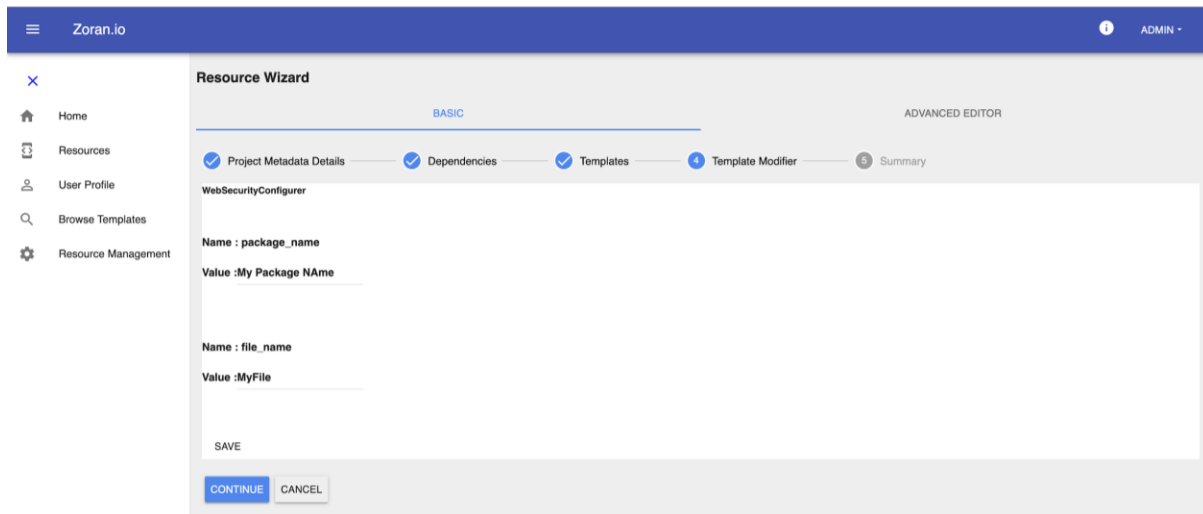 Zoran.io
ADMIN
Resource Wizard
Home
Resources
User Profile
Browse Templates
Resource Management
BASIC
ADVANCED EDITOR
Project Metadata Details
Dependencies
Templates
4 Template Modifier
5 Summary
WebSecurityConfigurer
Name : package_name
Value :My Package NAme
Name : file_name
Value :MyFile
SAVE
CONTINUE
CANCEL